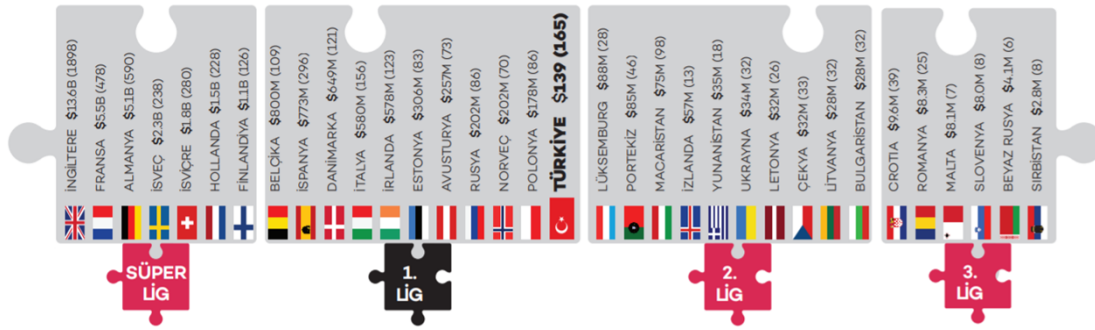 İNGİLTERE $13.6B (1898)
FRANSA $5.5B (478)
ALMANYA $5.1B (590)
İSVEÇ $2.3B (238)
İSVİÇRE $1.8B (280)
HOLLANDA $1.5B (228)
FİNLANDİYA $1.1B (126)
SÜPER
LİG
BELÇİKA $800M (109)
İSPANYA $773M (296)
DANİMARKA $649M (121)
İTALYA $580M (156)
İRLANDA $578M (123)
ESTONYA $306M (83)
AVUSTURYA $257M (73)
RUSYA $202M (86)
NORVEÇ $202M (70)
POLONYA $178M (86)
TÜRKİYE $139 (165)
1.
LİG
LÜKSEMBURG $88M (28)
PORTEKİZ $85M (46)
MACARİSTAN $75M (98)
İZLANDA $57M (13)
YUNANİSTAN $35M (18)
UKRAYNA $34M (32)
LETONYA $32M (26)
ÇEKYA $32M (33)
LİTVANYA $28M (32)
BULGARİSTAN $28M (32)
2.
LİG
CROTIA $9.6M (39)
ROMANYA $8.3M (25)
MALTA $8.1M (7)
SLOVENYA $8.0M (8)
BEYAZ RUSYA $4.1M (6)
SIRBİSTAN $2.8M (8)
3.
LİG